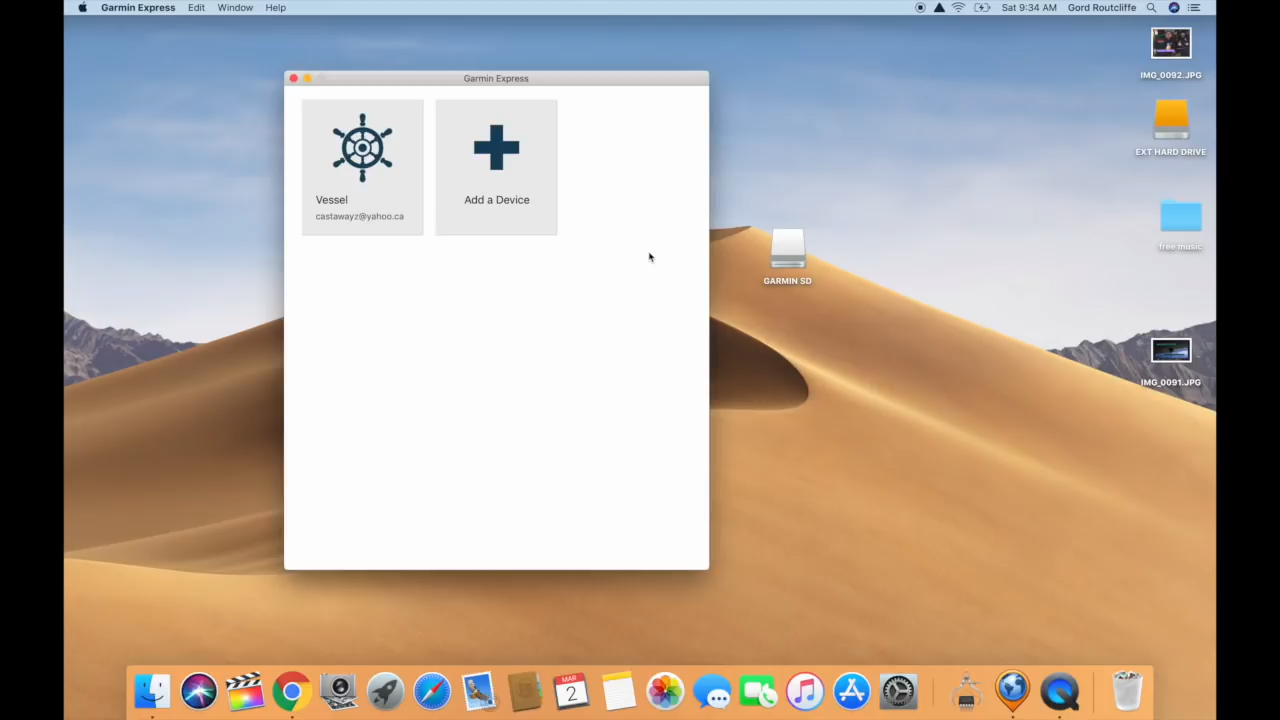 Garmin Express Edit Window Help
Sat 9:34 AM Gord Routcliffe
Garmin Express
Vessel
castawayz@yahoo.ca
Add a Device
GARMIN SD
IMG_0092.JPG
EXT HARD DRIVE
free music
IMG_0091.JPG
MAR
2